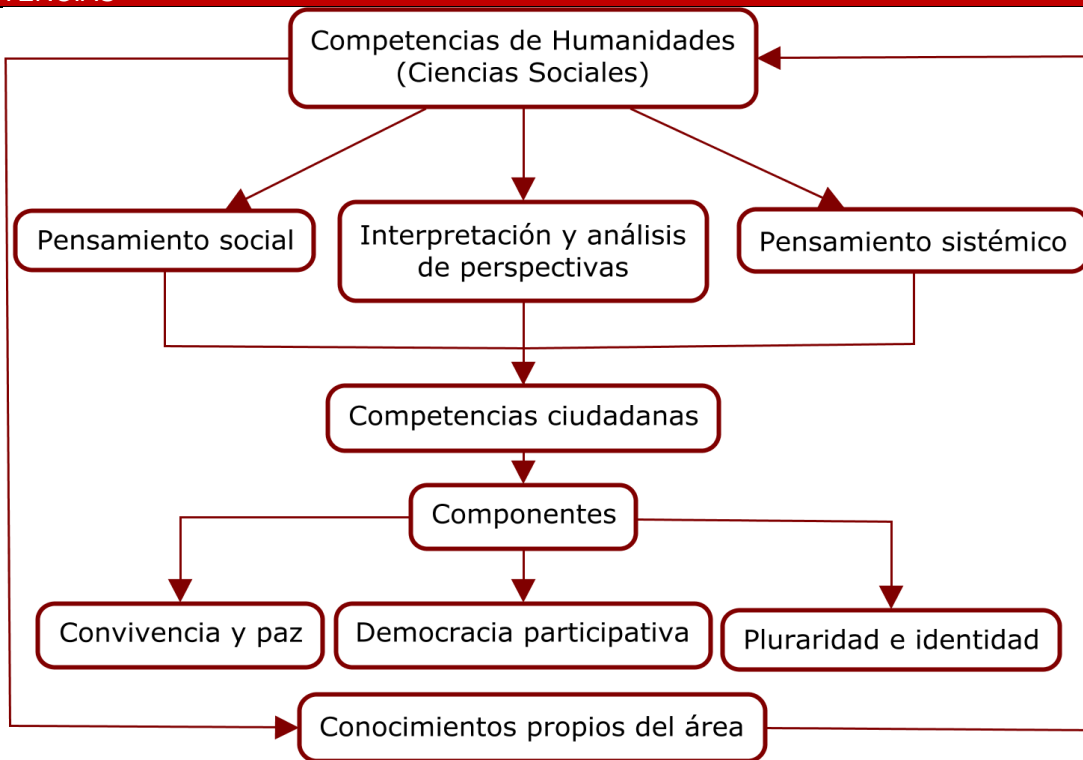 Competencias de Humanidades
(Ciencias Sociales)
Pensamiento social
Interpretación y análisis
de perspectivas
Pensamiento sistémico
Competencias ciudadanas
Componentes
Convivencia y paz
Democracia participativa
Pluraridad e identidad
Conocimientos propios del área